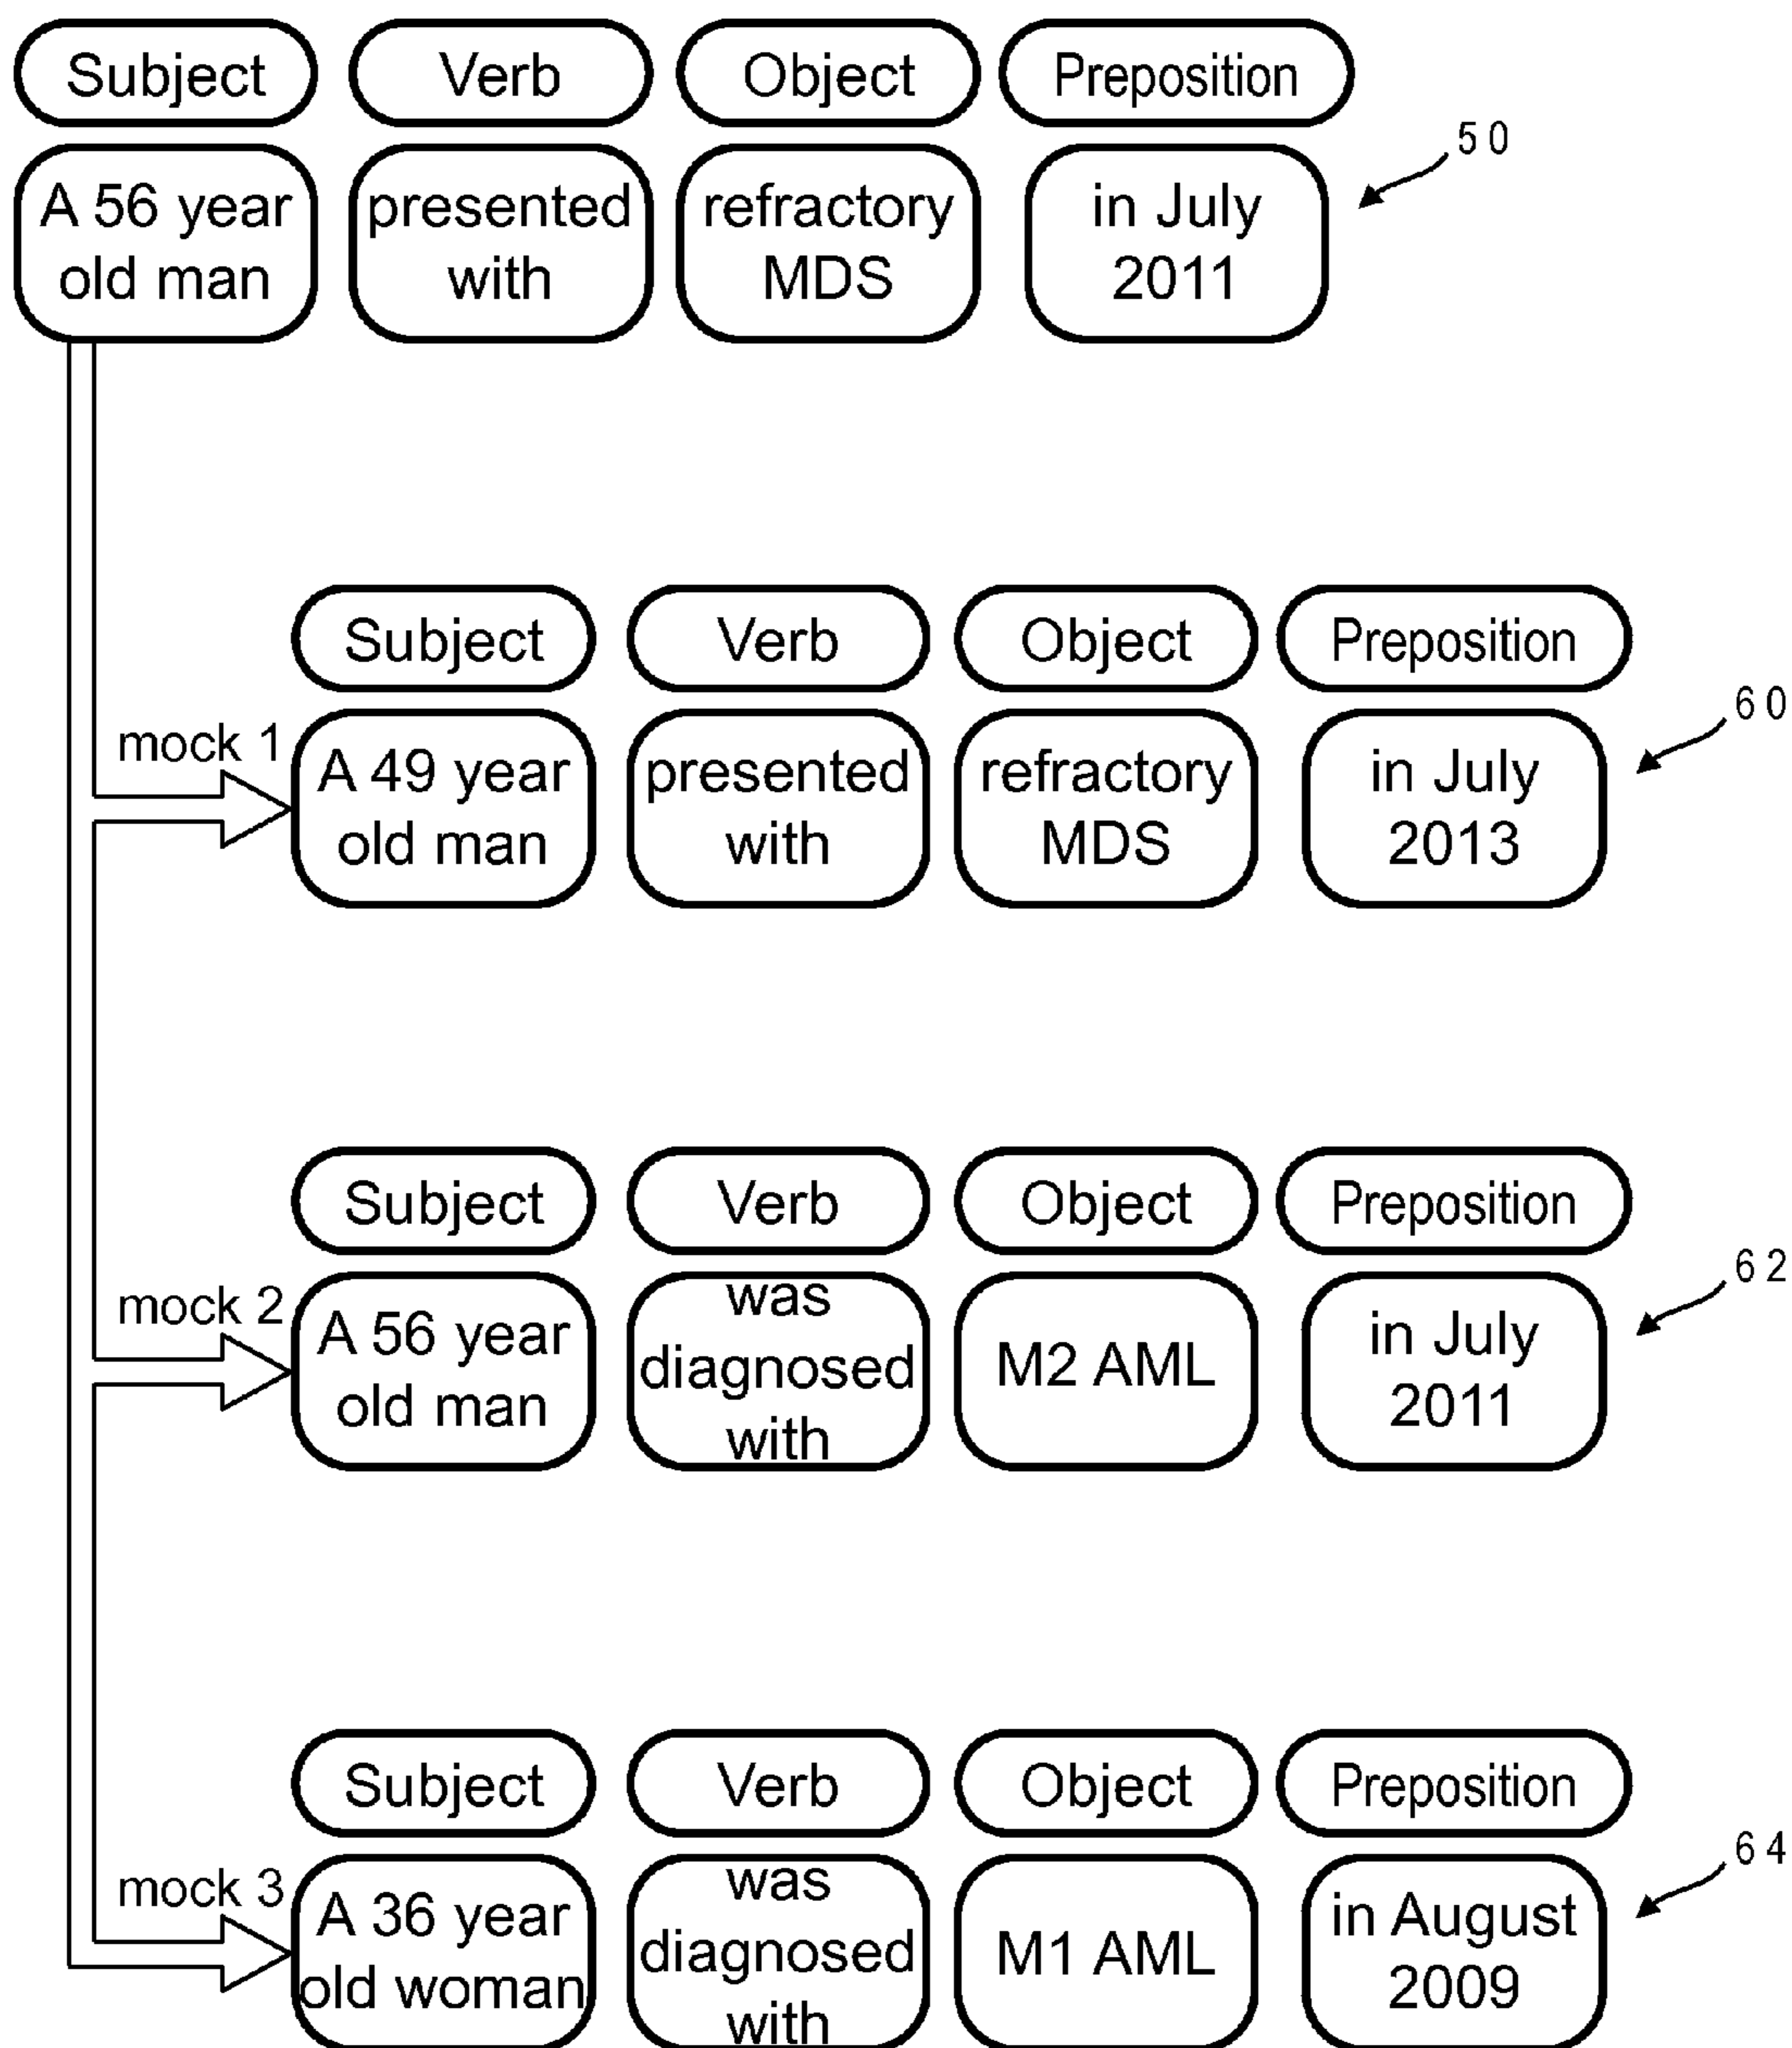 Subject Verb Object Preposition
50
A 56 year presented refractory in July
old man with MDS 2011
Subject Verb Object Preposition
60
mock 1
A 49 year presented refractory in July
old man with MDS 2013
Subject Verb Object Preposition
62
was
mock 2
A 56 year in July
diagnosed M2 AML
old man 2011
with
Subject Verb Object Preposition
64
was
mock 3
A 36 year in August
diagnosed M1 AML
old woman 2009
with